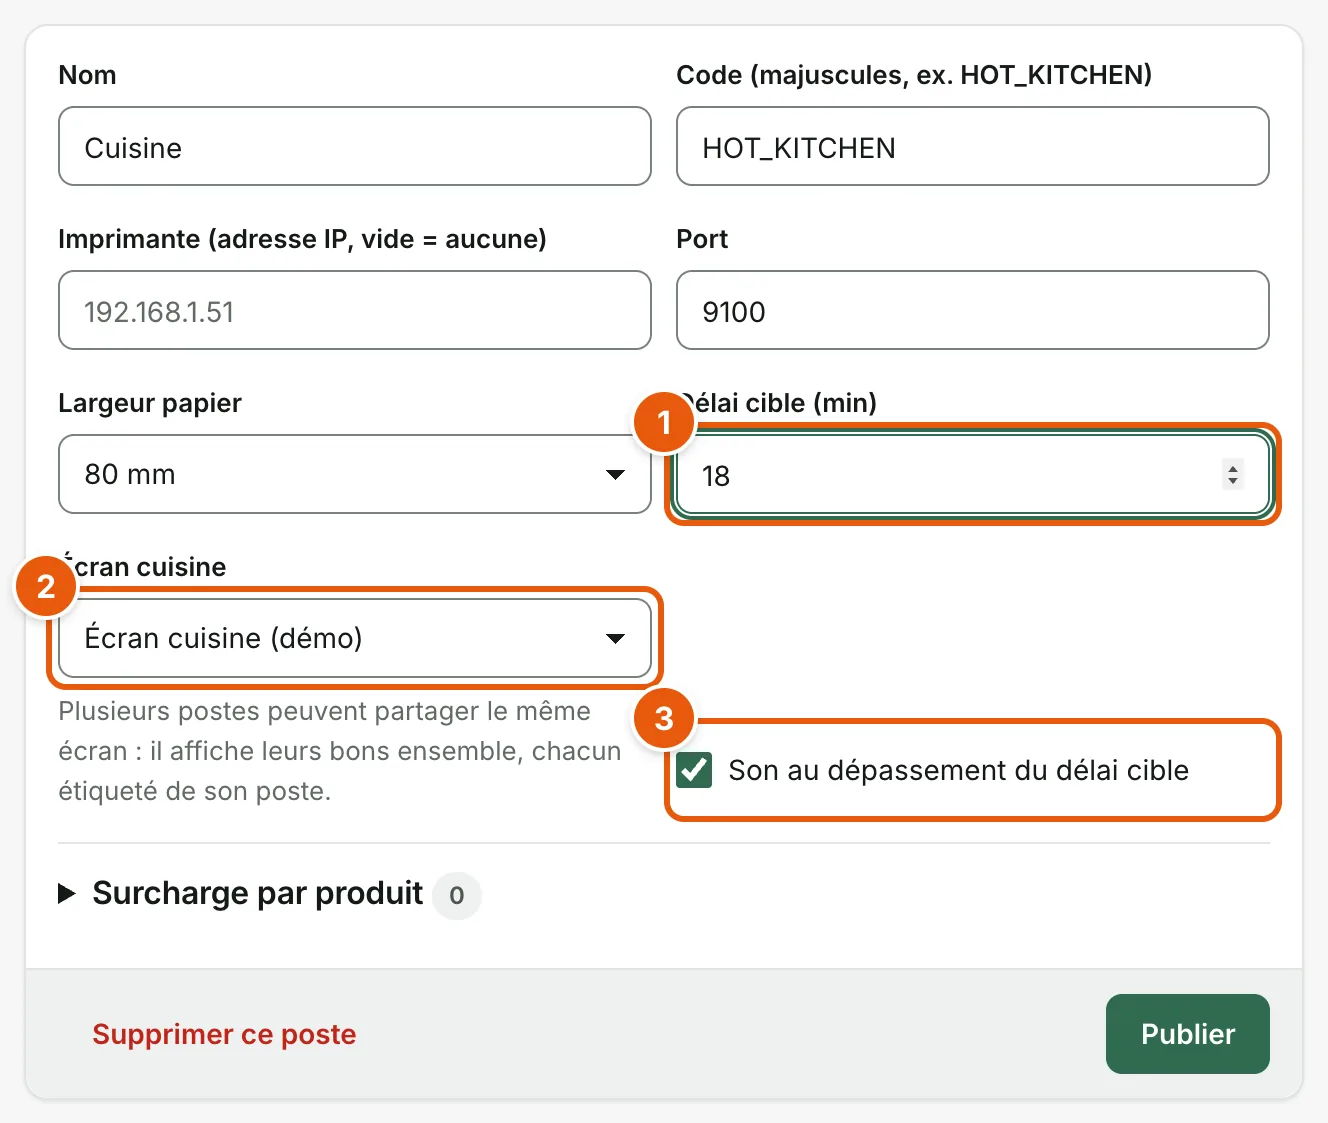 Nom
Code (majuscules, ex. HOT_KITCHEN)
Cuisine
HOT_KITCHEN
Imprimante (adresse IP, vide = aucune)
Port
192.168.1.51
9100
Largeur papier
1
Délai cible (min)
80 mm
18
2
Écran cuisine
Écran cuisine (démo)
Plusieurs postes peuvent partager le même
écran : il affiche leurs bons ensemble, chacun
étiqueté de son poste.
3
Son au dépassement du délai cible
Surcharge par produit 0
Supprimer ce poste
Publier